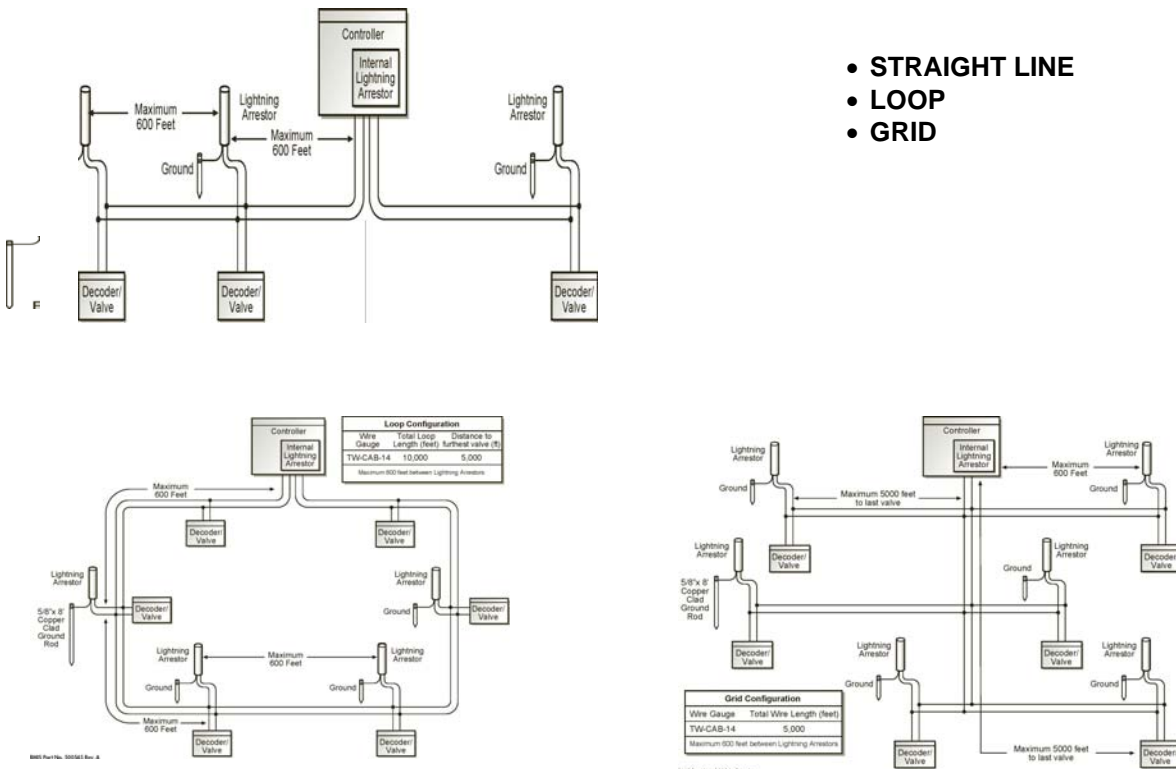 Controller
Internal
Lightning
Arrestor
Maximum
600 Feet
Lightning
Arrestor
Maximum
600 Feet
Ground
Lightning
Arrestor
Ground
Decoder/
Valve
Decoder/
Valve
Decoder/
Valve
• STRAIGHT LINE
• LOOP
• GRID
Controller
Internal
Lightning
Arrestor
Loop Configuration
Wire Gauge Total Loop Length (feet) Distance to furthest valve (ft)
TW-CAB-14 10,000 5,000
Maximum 600 feet between Lightning Arrestors
Maximum
600 Feet
Decoder/
Valve
Decoder/
Valve
Lightning
Arrestor
5/8"x 8'
Copper
Clad
Ground
Rod
Decoder/
Valve
Lightning
Arrestor
Ground
Decoder/
Valve
Lightning
Arrestor
Maximum
600 Feet
Lightning
Arrestor
Ground
Ground
Maximum
600 Feet
Decoder/
Valve
Decoder/
Valve
Controller
Internal
Lightning
Arrestor
Lightning
Arrestor
Ground
Maximum 5000 feet
to last valve
Maximum
600 Feet
Lightning
Arrestor
Ground
Decoder/
Valve
Decoder/
Valve
Lightning
Arrestor
5/8"x 8'
Copper
Clad
Ground
Rod
Lightning
Arrestor
Ground
Decoder/
Valve
Decoder/
Valve
Lightning
Arrestor
Ground
Lightning
Arrestor
Ground
Grid Configuration
Wire Gauge Total Wire Length (feet)
TW-CAB-14 5,000
Maximum 600 feet between Lightning Arrestors
Decoder/
Valve
Maximum 5000 feet
to last valve
Decoder/
Valve